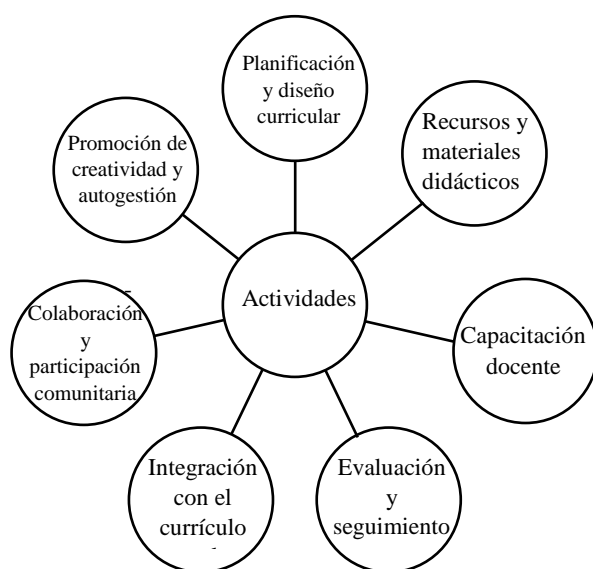 Planificación
y diseño
curricular
Recursos y
materiales
didácticos
Capacitación
docente
Evaluación
y
seguimiento
Integración
con el
currículo
Colaboración
y
participación
comunitaria
Promoción de
creatividad y
autogestión
Actividades